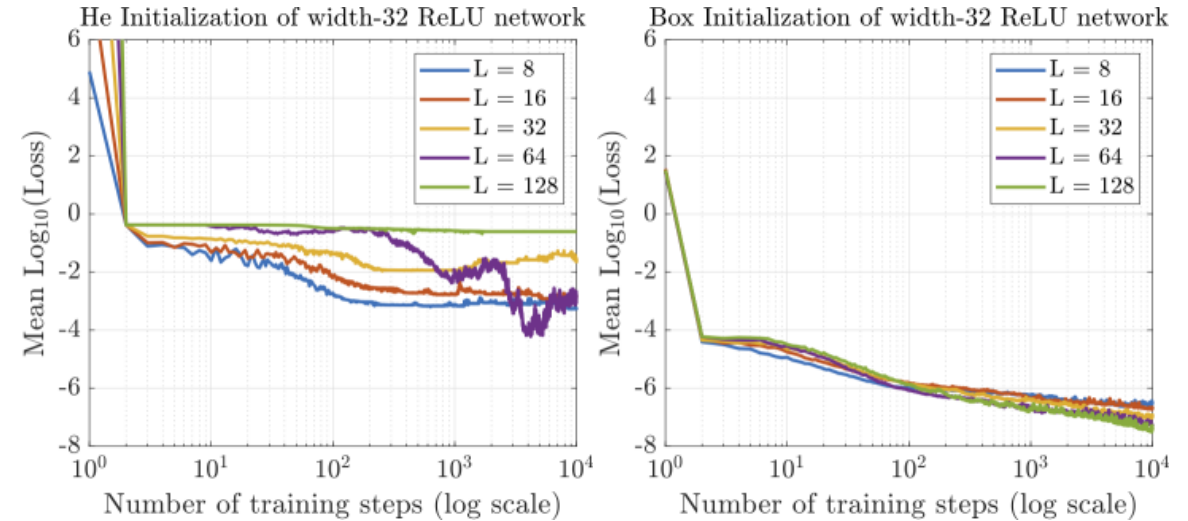 He Initialization of width-32 ReLU network
6
4
2
0
-2
-4
-6
-8
Mean Log10(Loss)
L = 8
L = 16
L = 32
L = 64
L = 128
10^0
10^1
10^2
10^3
10^4
Number of training steps (log scale)
Box Initialization of width-32 ReLU network
6
4
2
0
-2
-4
-6
-8
Mean Log10(Loss)
L = 8
L = 16
L = 32
L = 64
L = 128
10^0
10^1
10^2
10^3
10^4
Number of training steps (log scale)